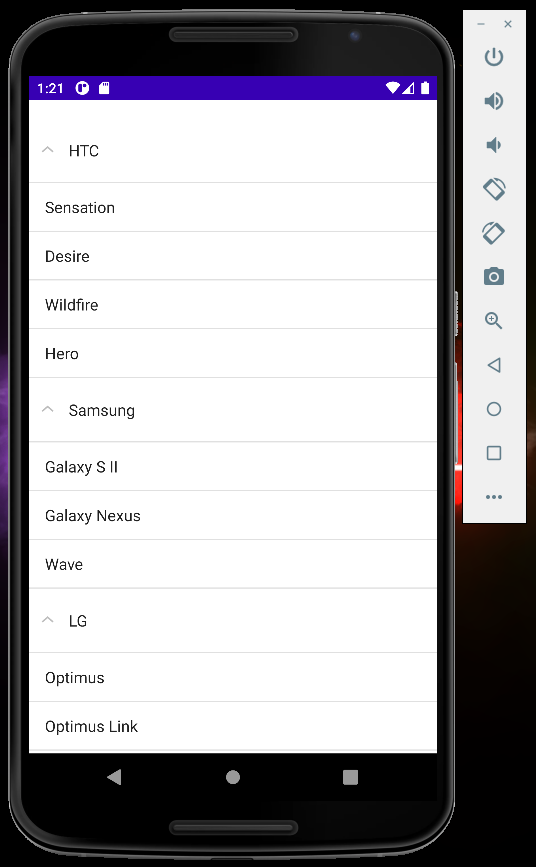 1:21
HTC
Sensation
Desire
Wildfire
Hero
Samsung
Galaxy S II
Galaxy Nexus
Wave
LG
Optimus
Optimus Link